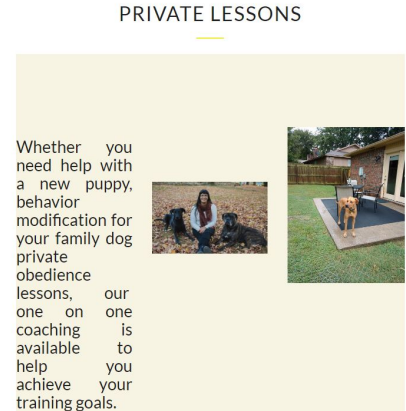 PRIVATE LESSONS
Whether you
need help with
a new puppy,
behavior
modification for
your family dog
private
obedience
lessons, our
one on one
coaching is
available to
help you
achieve your
training goals.